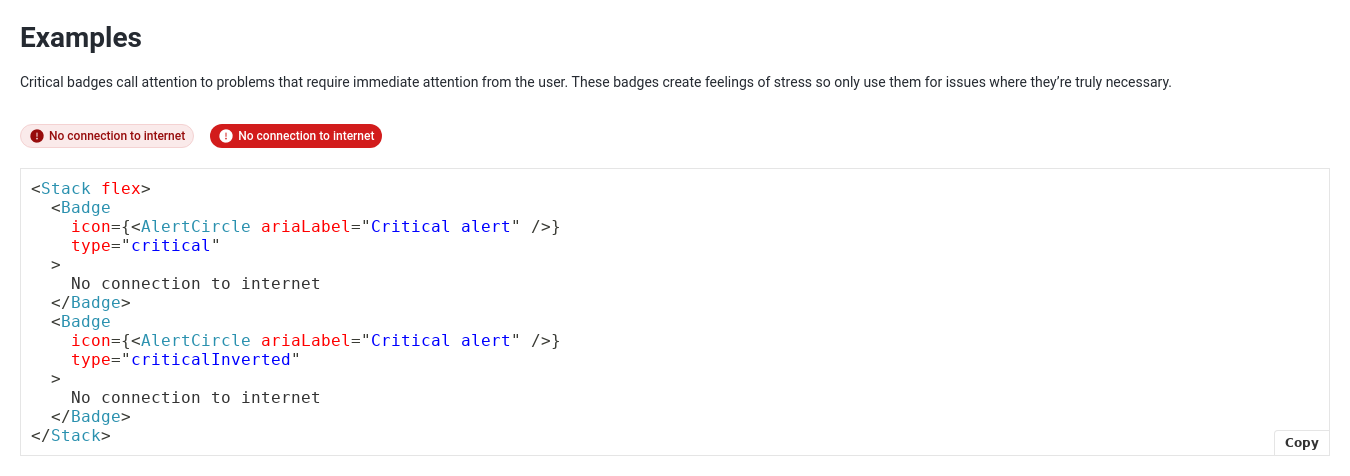 Examples
Critical badges call attention to problems that require immediate attention from the user. These badges create feelings of stress so only use them for issues where they’re truly necessary.
No connection to internet No connection to internet
<Stack flex>
  <Badge
    icon={<AlertCircle ariaLabel="Critical alert" />}
    type="critical"
  >
    No connection to internet
  </Badge>
  <Badge
    icon={<AlertCircle ariaLabel="Critical alert" />}
    type="criticalInverted"
  >
    No connection to internet
  </Badge>
</Stack>
Copy